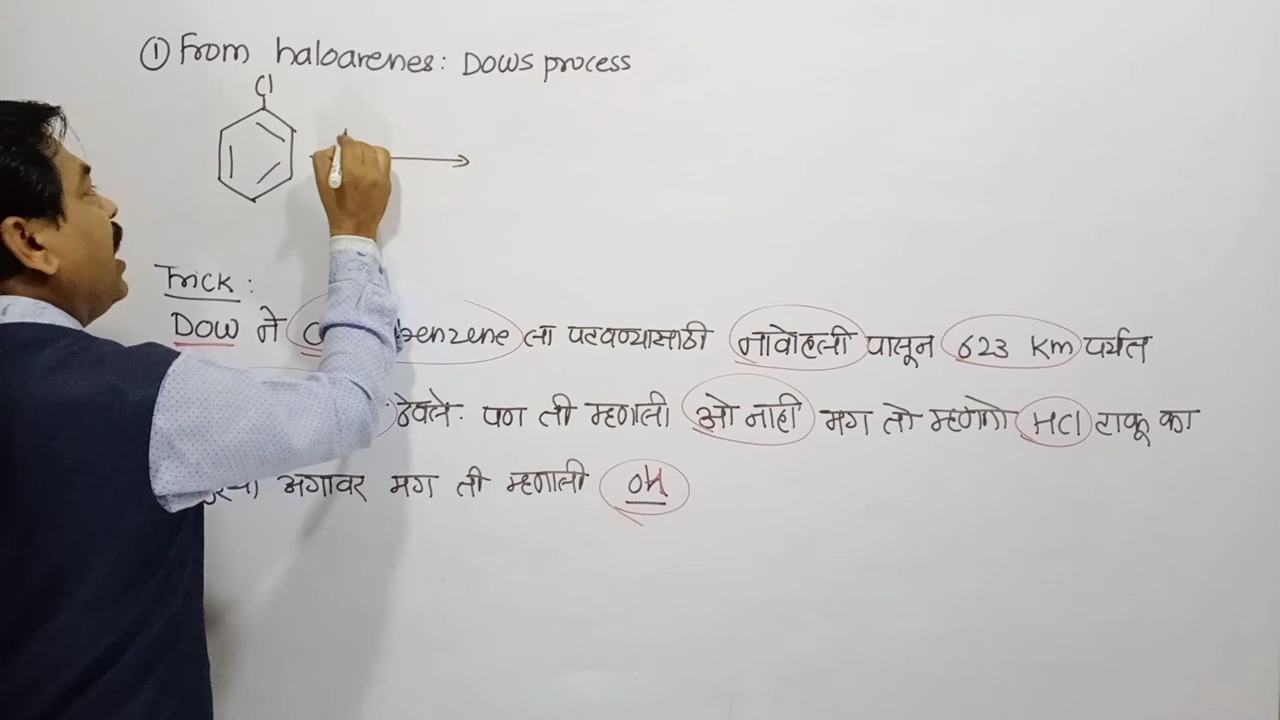 ① From haloarenes: Dows process
Cl
Trick:
Dow ने benzene ला पटवण्यासाठी नावोहली पासून 623 Km पर्यंत
ठेवले. पण ती म्हणाली ओ नाही मग तो म्हणतो HCl टाकू का
अंगावर मग ती म्हणाली OH